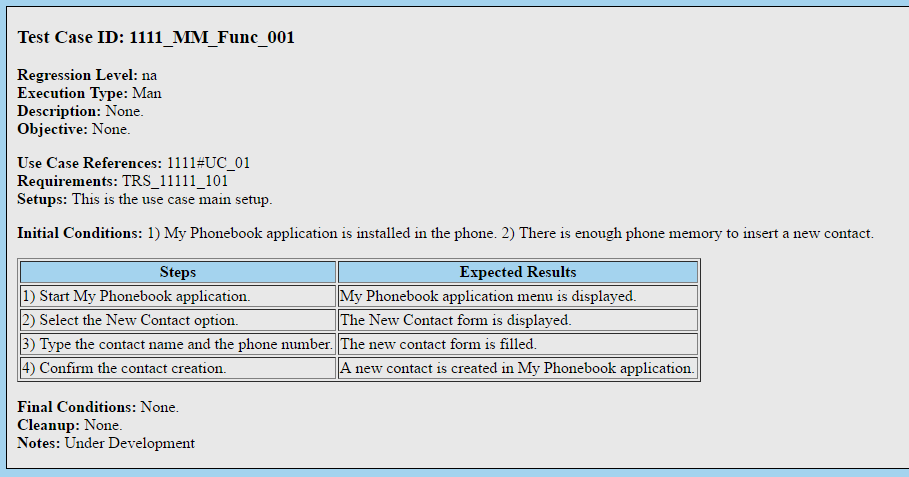 Test Case ID: 1111_MM_Func_001
Regression Level: na
Execution Type: Man
Description: None.
Objective: None.
Use Case References: 1111#UC_01
Requirements: TRS_11111_101
Setups: This is the use case main setup.
Initial Conditions: 1) My Phonebook application is installed in the phone. 2) There is enough phone memory to insert a new contact.
Steps Expected Results
1) Start My Phonebook application. My Phonebook application menu is displayed.
2) Select the New Contact option. The New Contact form is displayed.
3) Type the contact name and the phone number. The new contact form is filled.
4) Confirm the contact creation. A new contact is created in My Phonebook application.
Final Conditions: None.
Cleanup: None.
Notes: Under Development